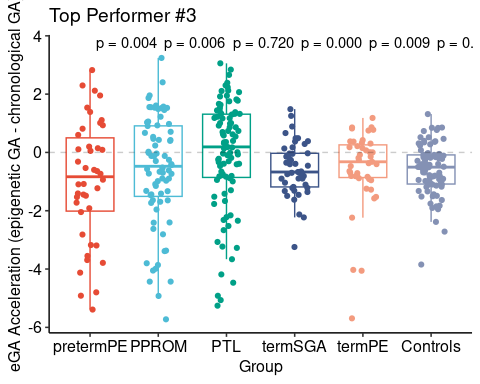 Top Performer #3
p = 0.004 p = 0.006 p = 0.720 p = 0.000 p = 0.009 p = 0.
eGA Acceleration (epigenetic GA - chronological GA
4
2
0
-2
-4
-6
pretermPE PPROM PTL termSGA termPE Controls
Group